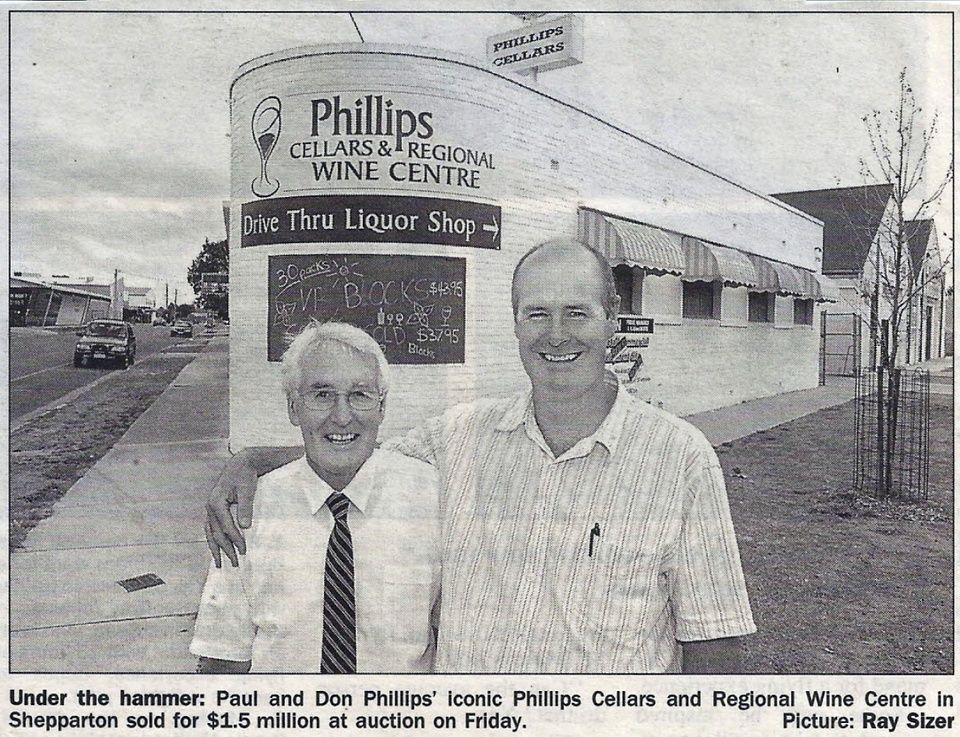 PHILLIPS
CELLARS
Phillips
CELLARS & REGIONAL
WINE CENTRE
Drive Thru Liquor Shop →
30 packs
VB BLOCKS $43.95
GOLD $37.95
Blocks
Under the hammer: Paul and Don Phillips' iconic Phillips Cellars and Regional Wine Centre in
Shepparton sold for $1.5 million at auction on Friday. Picture: Ray Sizer